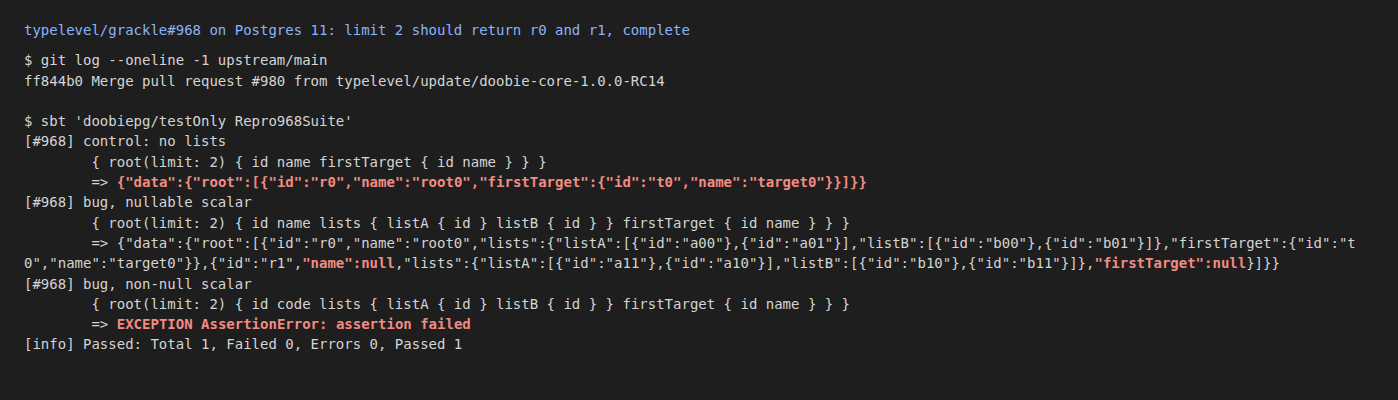 typelevel/grackle#968 on Postgres 11: limit 2 should return r0 and r1, complete
$ git log --oneline -1 upstream/main
ff844b0 Merge pull request #980 from typelevel/update/doobie-core-1.0.0-RC14
$ sbt 'doobiepg/testOnly Repro968Suite'
[#968] control: no lists
{ root(limit: 2) { id name firstTarget { id name } } }
=> {"data":{"root":[{"id":"r0","name":"root0","firstTarget":{"id":"t0","name":"target0"}}]}}
[#968] bug, nullable scalar
{ root(limit: 2) { id name lists { listA { id } listB { id } } firstTarget { id name } } }
=> {"data":{"root":[{"id":"r0","name":"root0","lists":{"listA":[{"id":"a00"},{"id":"a01"}],"listB":[{"id":"b00"},{"id":"b01"}]},"firstTarget":{"id":"t
0","name":"target0"}},{"id":"r1","name":null,"lists":{"listA":[{"id":"a11"},{"id":"a10"}],"listB":[{"id":"b10"},{"id":"b11"}]},"firstTarget":null}]}}
[#968] bug, non-null scalar
{ root(limit: 2) { id code lists { listA { id } listB { id } } firstTarget { id name } } }
=> EXCEPTION AssertionError: assertion failed
[info] Passed: Total 1, Failed 0, Errors 0, Passed 1